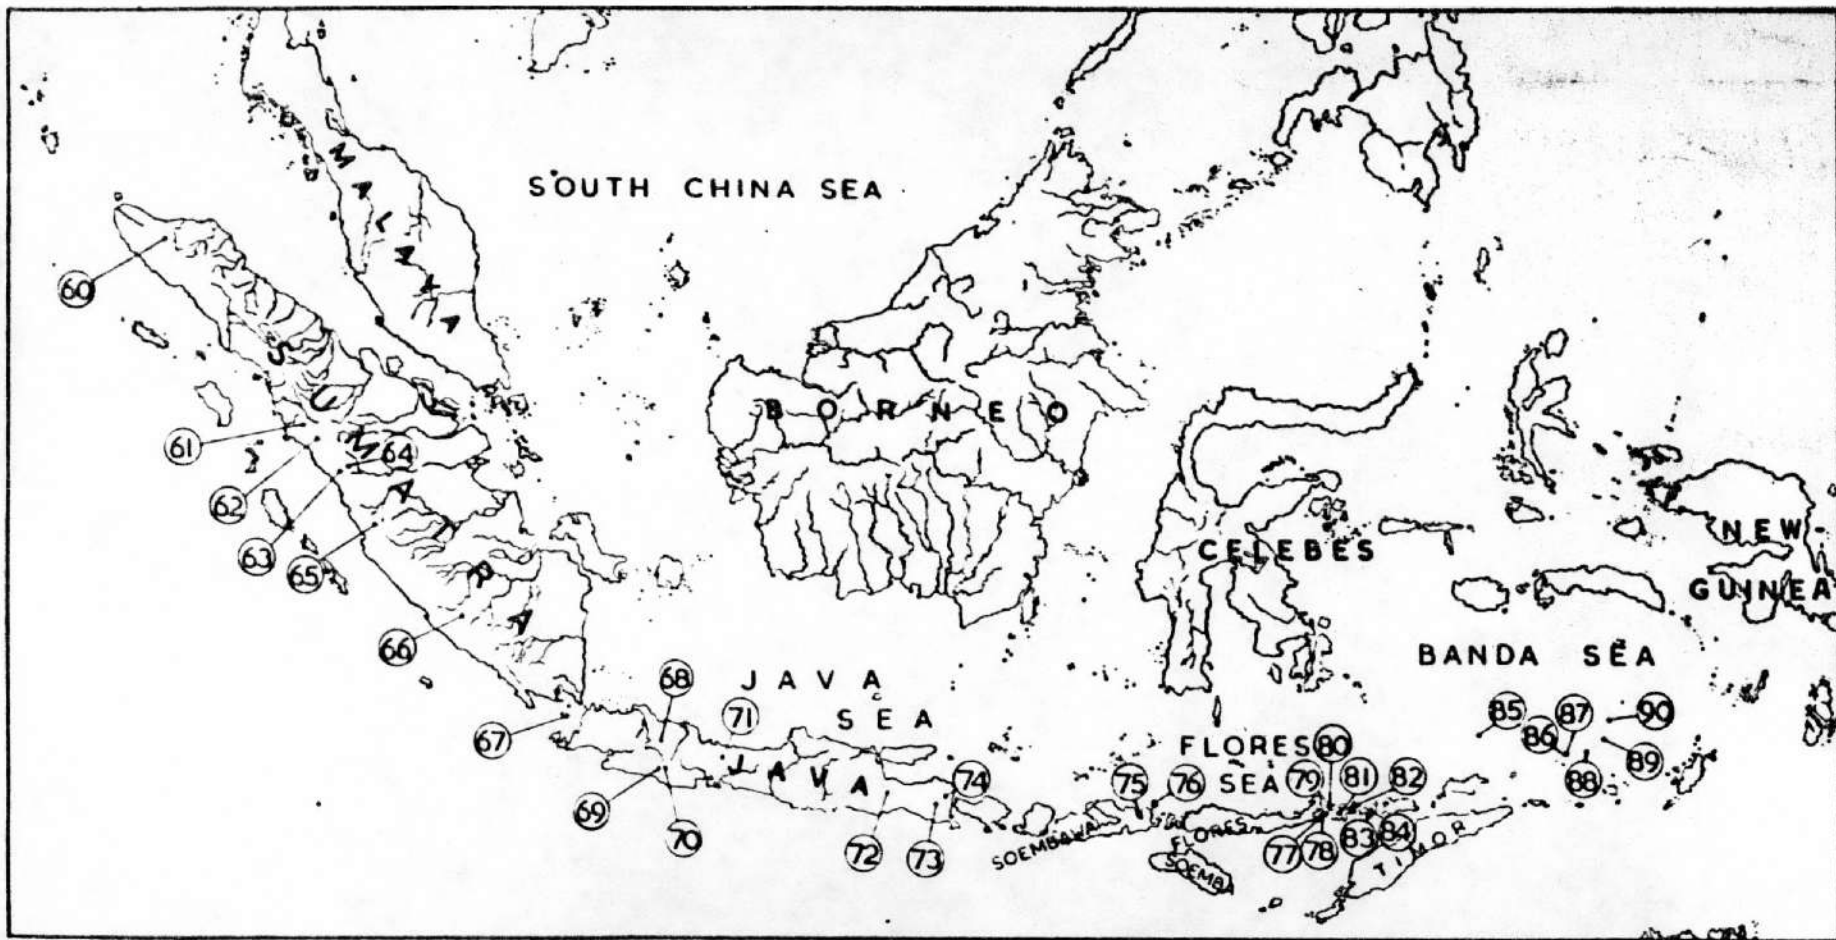 MALAYA
SOUTH CHINA SEA
60
SUMATRA
BORNEO
61
64
62
63
65
66
CELEBES
NEW
GUINEA
BANDA SEA
JAVA
SEA
68
71
67
JAVA
69
70
72
73
74
FLORES
SEA
75
76
79
80
81
82
SOEMBAWA
FLORES
SOEMBA
77
78
83
84
TIMOR
85
86
87
90
89
88